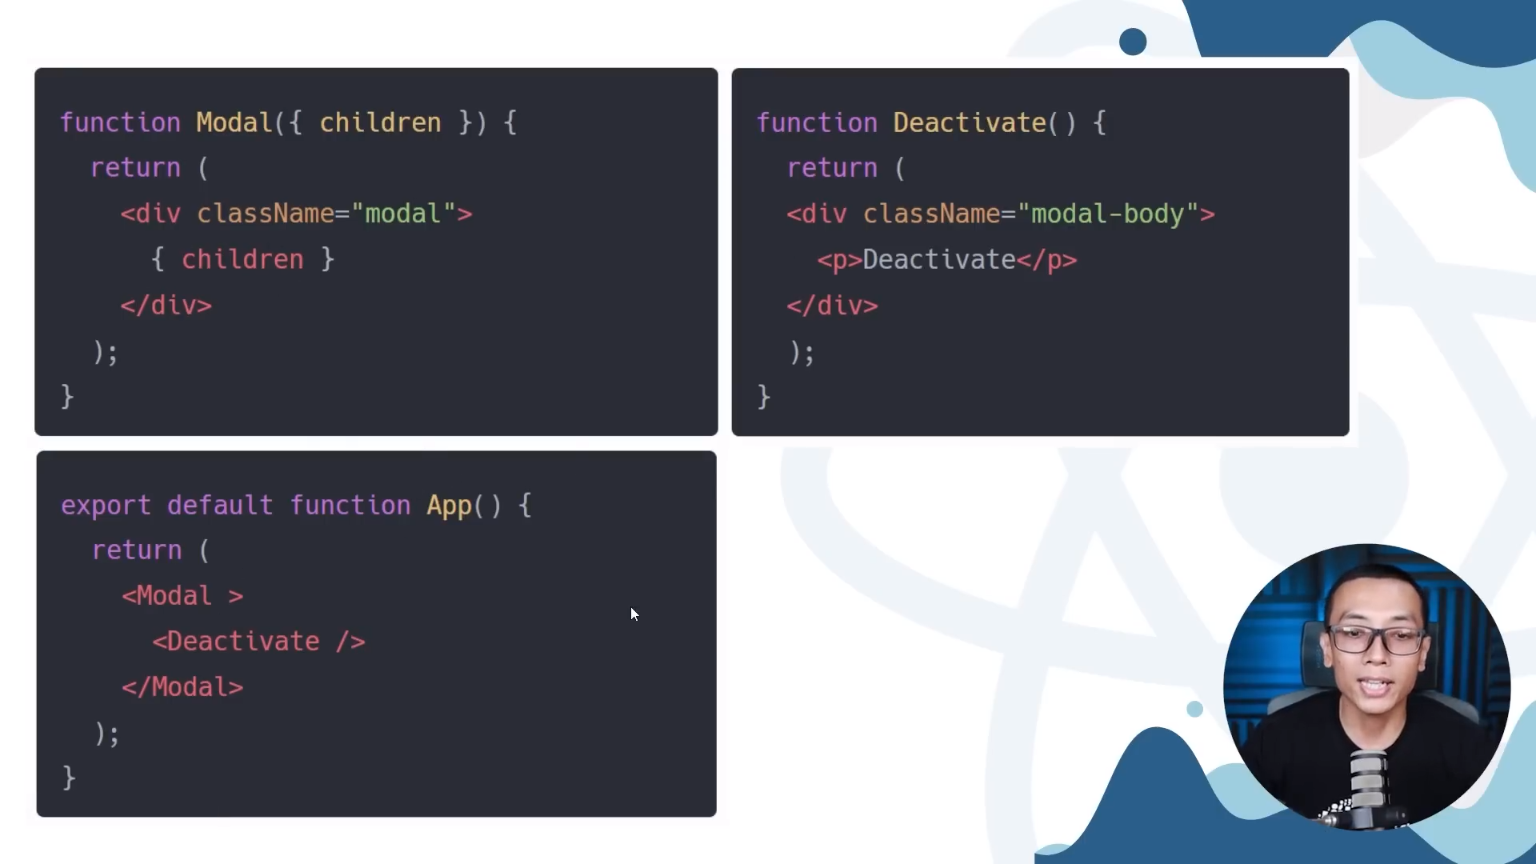 function Modal({ children }) {
return (
<div className="modal">
{ children }
</div>
);
}
function Deactivate() {
return (
<div className="modal-body">
<p>Deactivate</p>
</div>
);
}
export default function App() {
return (
<Modal >
<Deactivate />
</Modal>
);
}